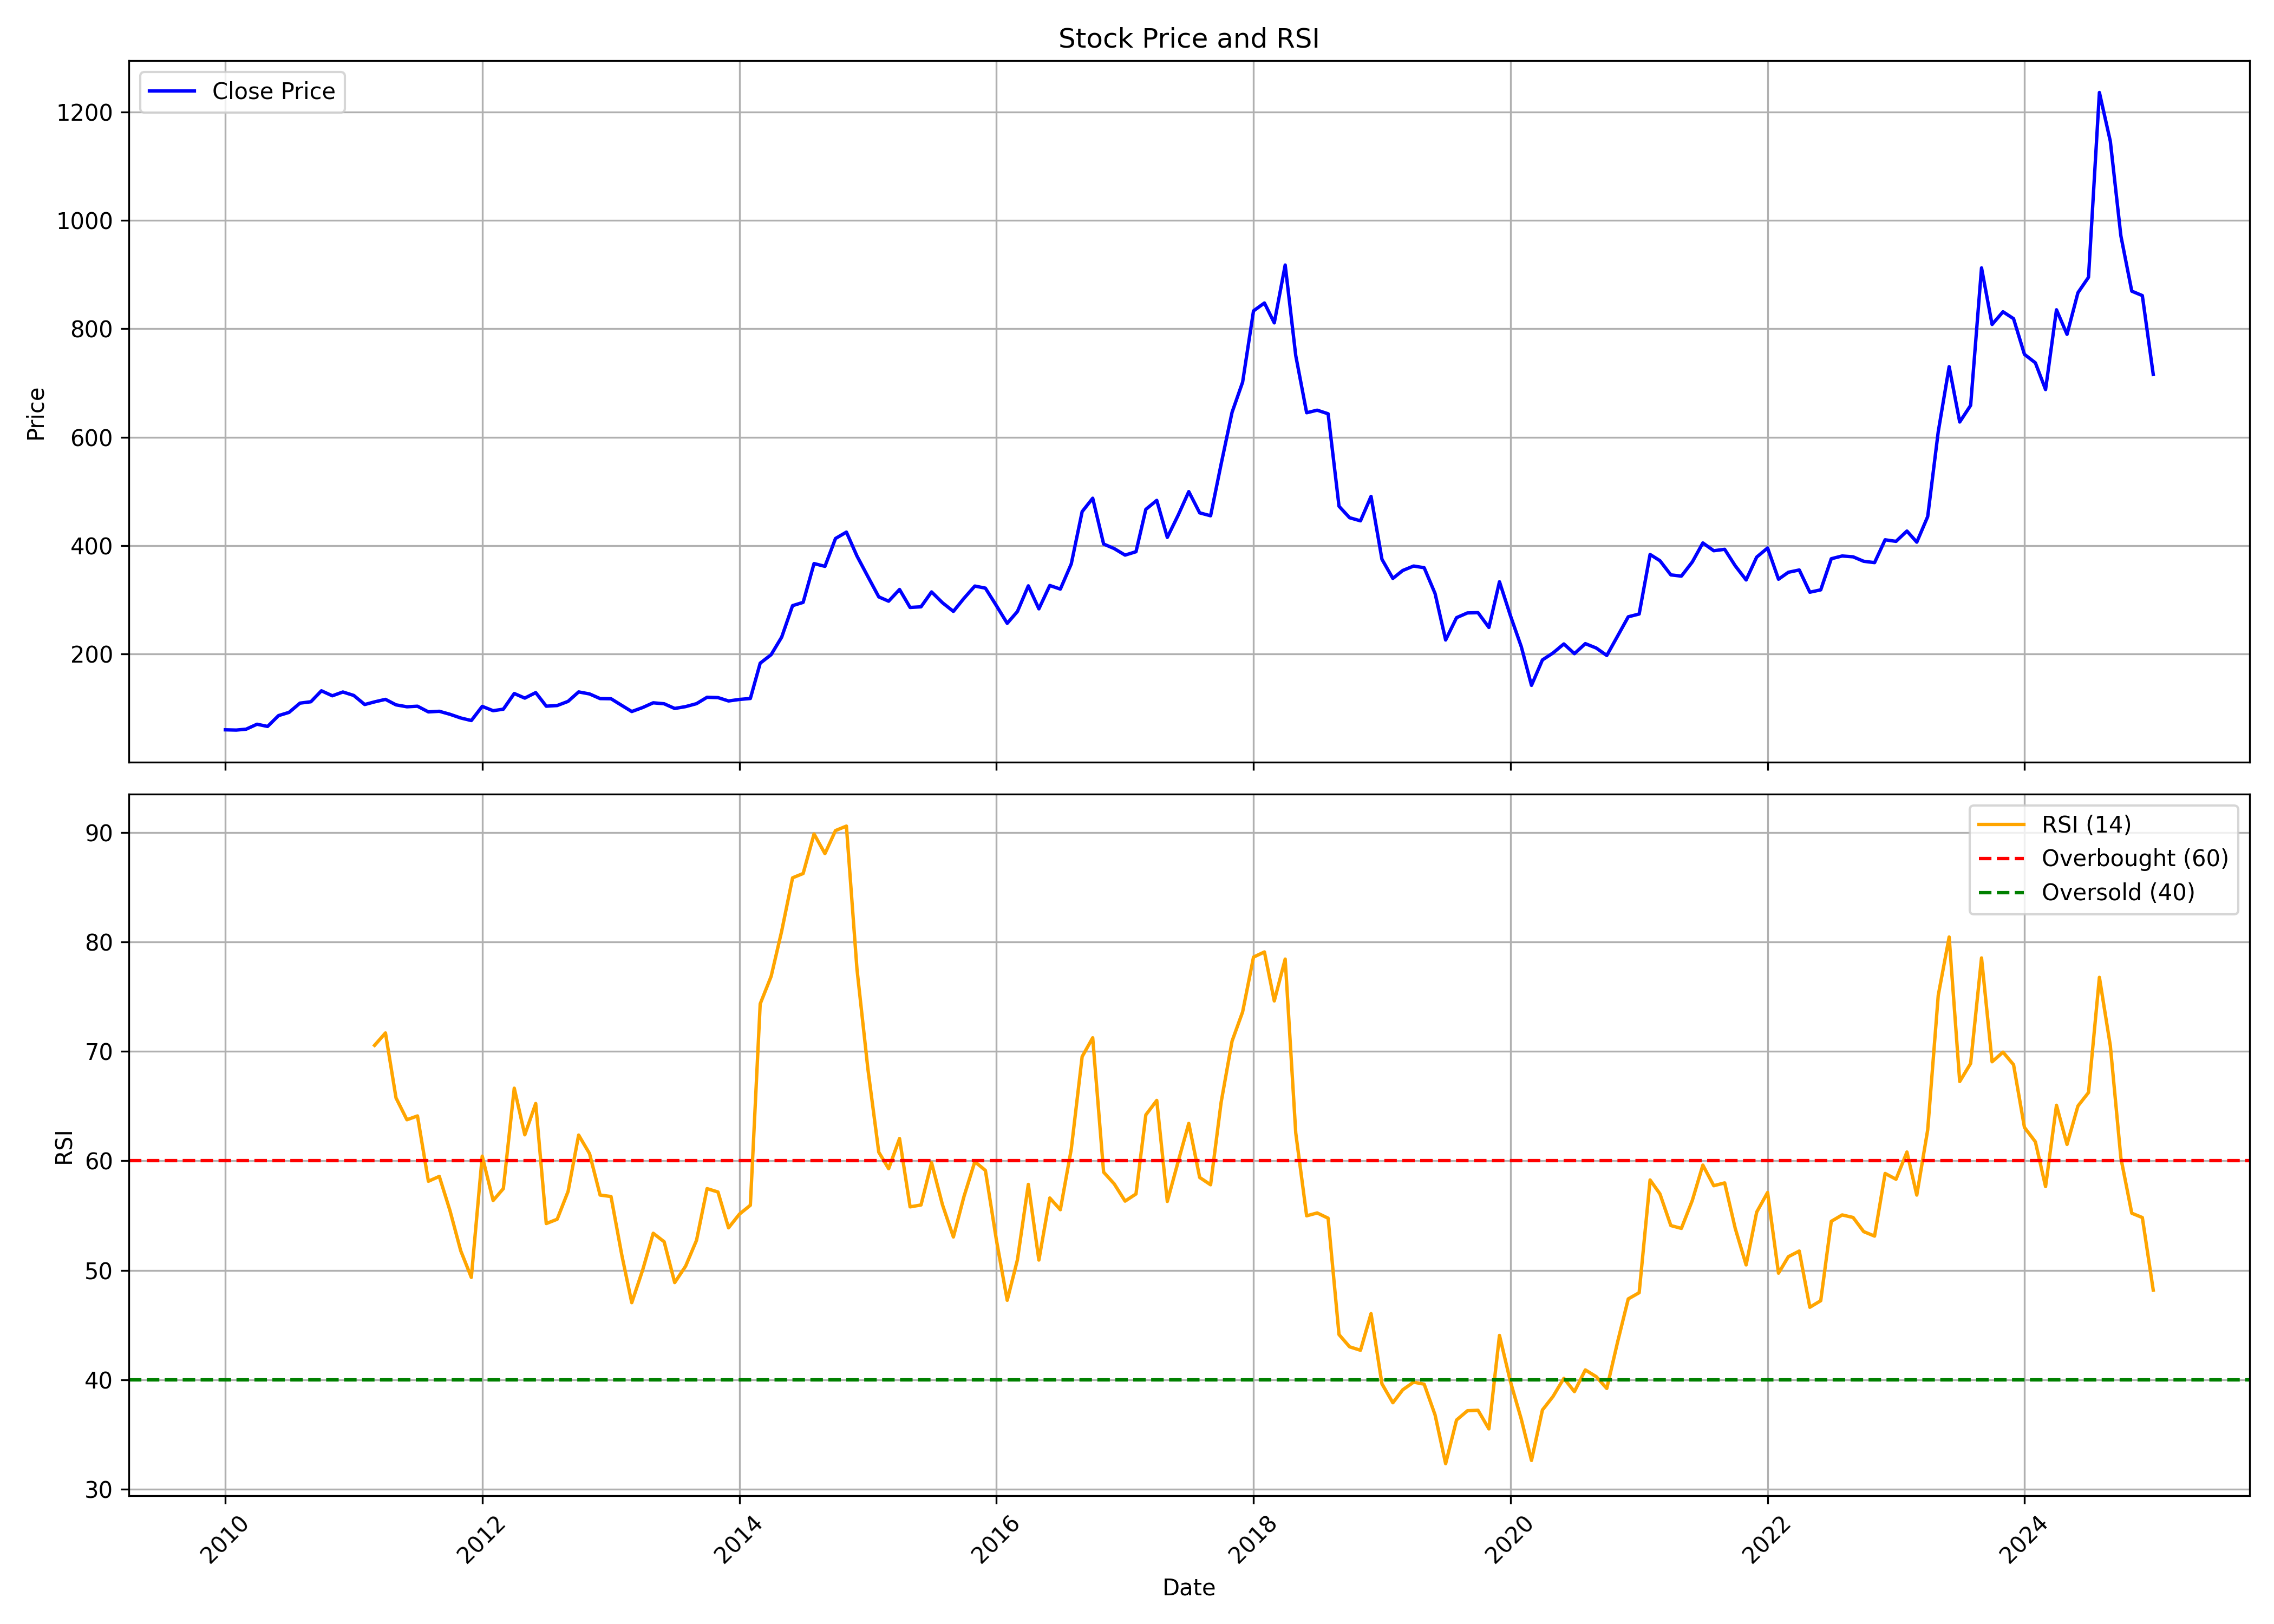 Stock Price and RSI
Close Price
1200
1000
800
600
400
200
Price
RSI (14)
Overbought (60)
Oversold (40)
90
80
70
60
50
40
30
RSI
2010
2012
2014
2016
2018
2020
2022
2024
Date